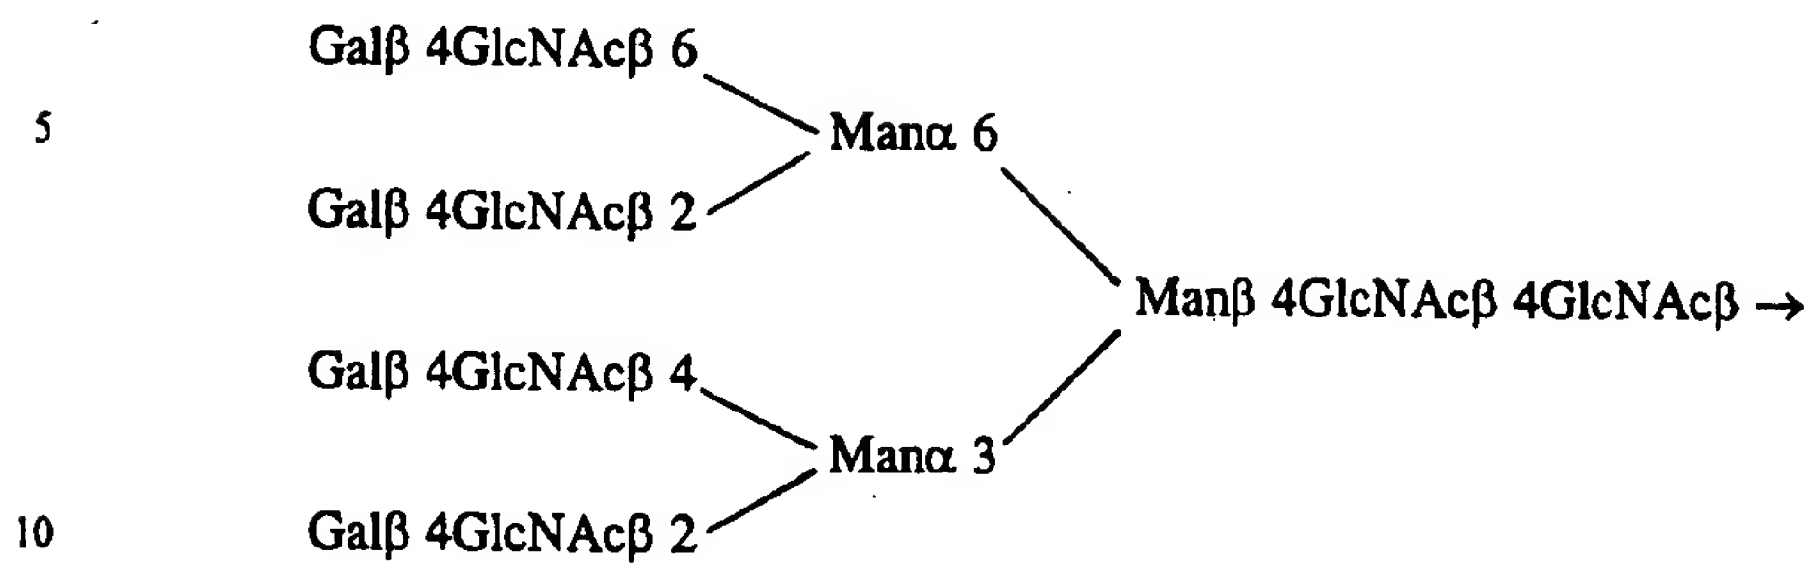 Galβ 4GlcNAcβ 6
5 Manα 6
Galβ 4GlcNAcβ 2
Manβ 4GlcNAcβ 4GlcNAcβ →
Galβ 4GlcNAcβ 4
Manα 3
10 Galβ 4GlcNAcβ 2